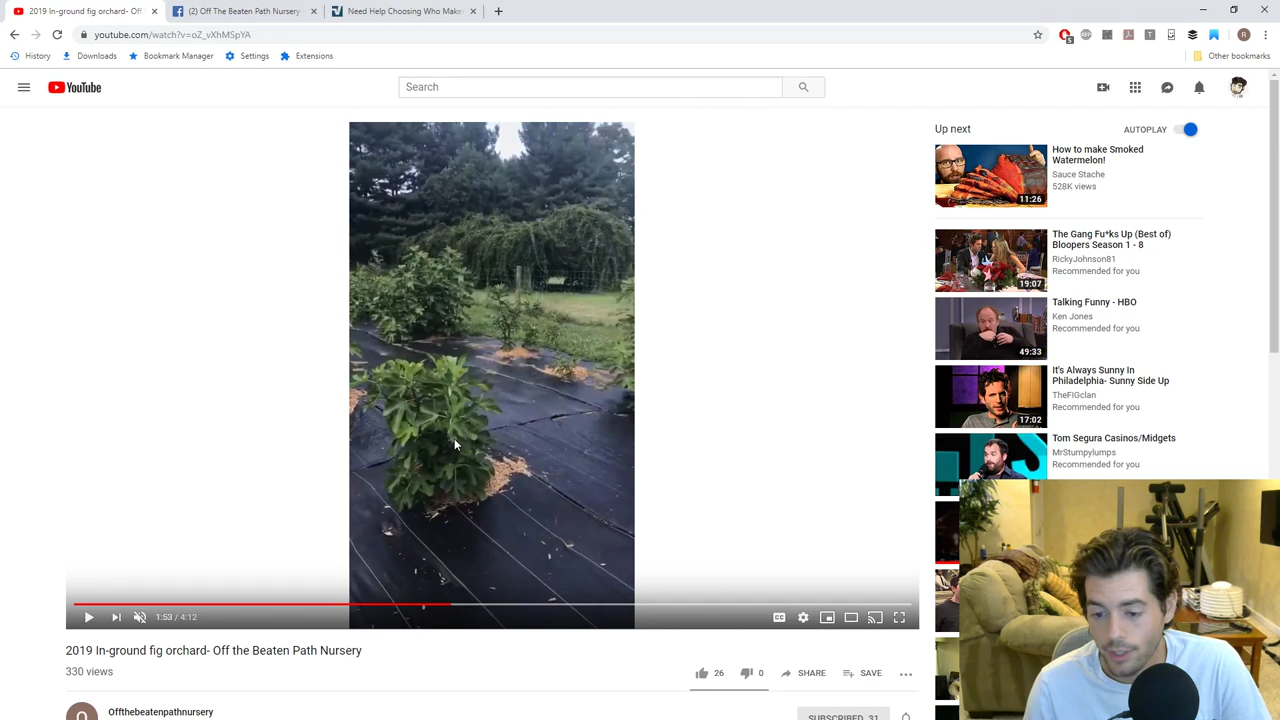 2019 In-ground fig orchard- Of
(2) Off The Beaten Path Nursery
Need Help Choosing Who Make
youtube.com/watch?v=oZ_vXhMSpYA
5
ABP
T
R
History
Downloads
Bookmark Manager
Settings
Extensions
Other bookmarks
YouTube
Search
Up next
AUTOPLAY
How to make Smoked
Watermelon!
Sauce Stache
528K views
11:26
The Gang Fu*ks Up (Best of)
Bloopers Season 1 - 8
RickyJohnson81
Recommended for you
19:07
Talking Funny - HBO
Ken Jones
Recommended for you
49:33
It's Always Sunny In
Philadelphia- Sunny Side Up
TheFIGclan
Recommended for you
17:02
Tom Segura Casinos/Midgets
MrStumpylumps
Recommended for you
1:53 / 4:12
CC
2019 In-ground fig orchard- Off the Beaten Path Nursery
330 views
26
0
SHARE
SAVE
O
Offthebeatenpathnursery
SUBSCRIBED 31